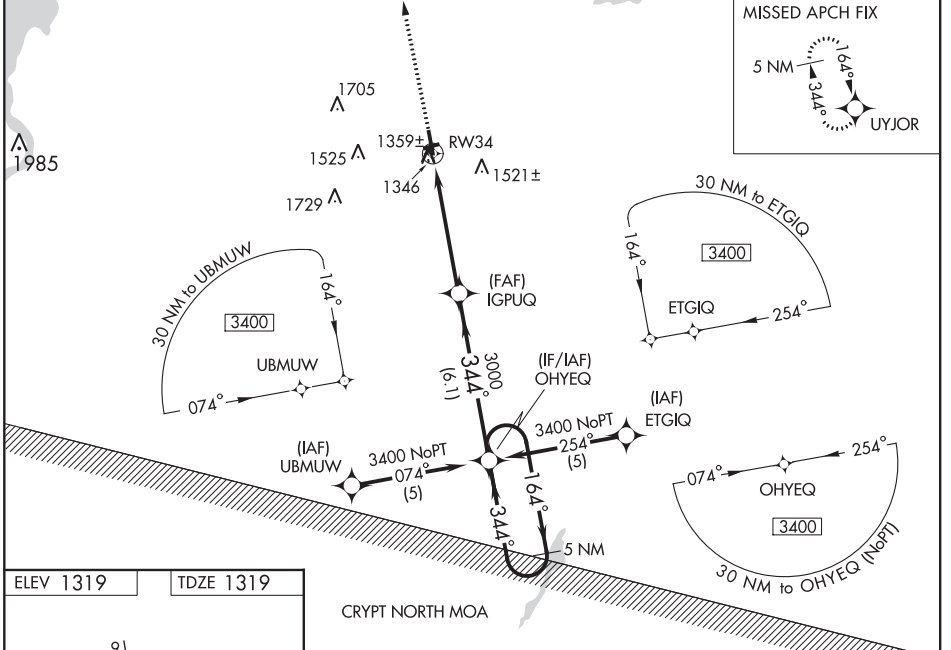 MISSED APCH FIX
5 NM
164°
344°
UYJOR
1705
1985
1525
1359±
RW34
1346
1521±
1729
30 NM to UBMUW
3400
164°
UBMUW
074°
30 NM to ETGIQ
164°
3400
ETGIQ
254°
(FAF)
IGPUQ
3000
344°
(6.1)
(IF/IAF)
OHYEQ
(IAF)
ETGIQ
3400 NoPT
254°
(5)
(IAF)
UBMUW
3400 NoPT
074°
(5)
344°
164°
5 NM
074°
254°
OHYEQ
3400
30 NM to OHYEQ (NoPT)
CRYPT NORTH MOA
ELEV 1319
TDZE 1319